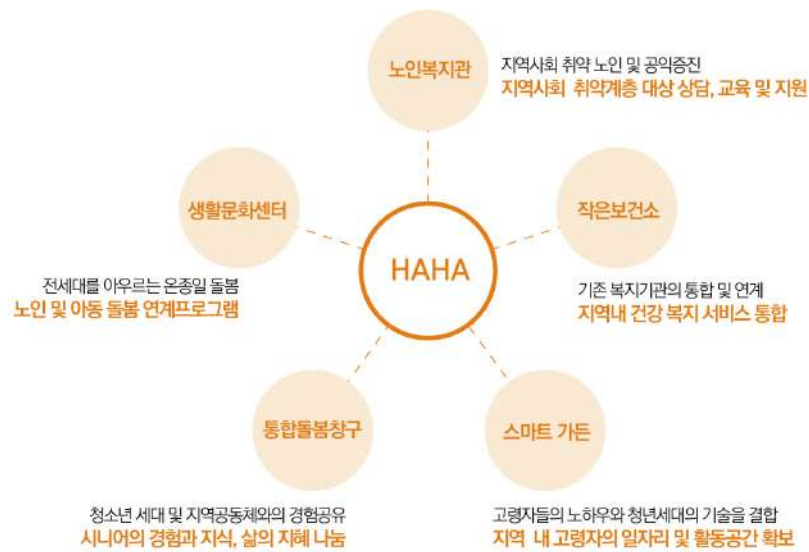 노인복지관
지역사회 취약 노인 및 공익증진
지역사회 취약계층 대상 상담, 교육 및 지원
생활문화센터
전세대를 아우르는 온종일 돌봄
노인 및 아동 돌봄 연계프로그램
HAHA
작은보건소
기존 복지기관의 통합 및 연계
지역내 건강 복지 서비스 통합
통합돌봄창구
청소년 세대 및 지역공동체와의 경험공유
시니어의 경험과 지식, 삶의 지혜 나눔
스마트 가든
고령자들의 노하우와 청년세대의 기술을 결합
지역 내 고령자의 일자리 및 활동공간 확보